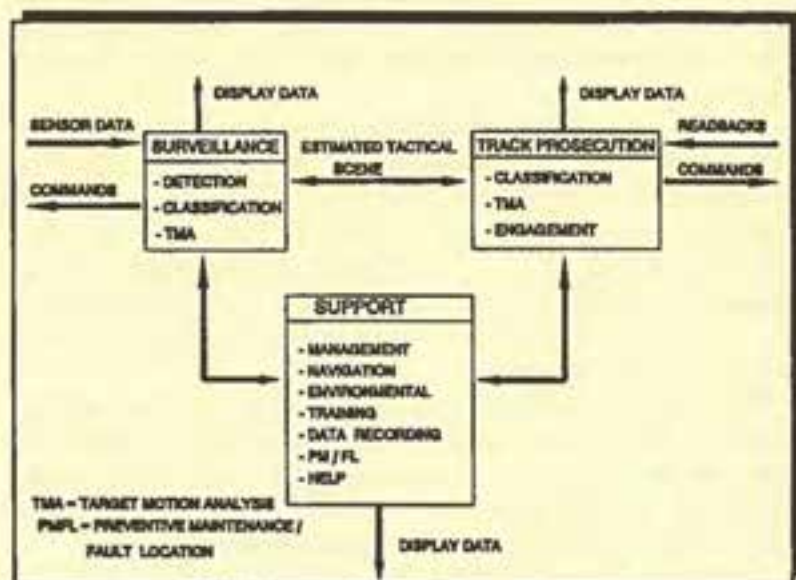 DISPLAY DATA
DISPLAY DATA
SENSOR DATA
COMMANDS
SURVEILLANCE
- DETECTION
- CLASSIFICATION
- TMA
ESTIMATED TACTICAL
SCENE
TRACK PROSECUTION
- CLASSIFICATION
- TMA
- ENGAGEMENT
READBACKS
COMMANDS
SUPPORT
- MANAGEMENT
- NAVIGATION
- ENVIRONMENTAL
- TRAINING
- DATA RECORDING
- PM / FL
- HELP
TMA = TARGET MOTION ANALYSIS
PMFL = PREVENTIVE MAINTENANCE /
FAULT LOCATION
DISPLAY DATA